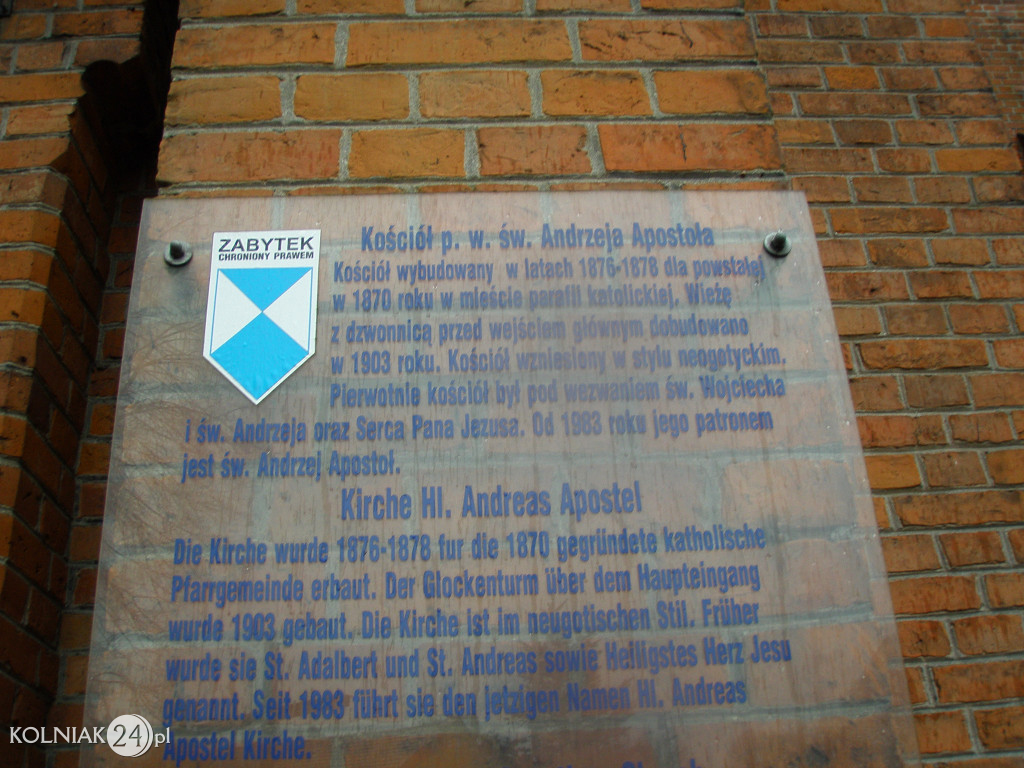 ZABYTEK
CHRONIONY PRAWEM
Kościół p. w. św. Andrzeja Apostoła
Kościół wybudowany w latach 1876-1878 dla powstałej
w 1870 roku w mieście parafii katolickiej. Wieżę
z dzwonnicą przed wejściem głównym dobudowano
w 1903 roku. Kościół wzniesiony w stylu neogotyckim.
Pierwotnie kościół był pod wezwaniem św. Wojciecha
i św. Andrzeja oraz Serca Pana Jezusa. Od 1983 roku jego patronem
jest św. Andrzej Apostoł.
Kirche Hl. Andreas Apostel
Die Kirche wurde 1876-1878 fur die 1870 gegründete katholische
Pfarrgemeinde erbaut. Der Glockenturm über dem Haupteingang
wurde 1903 gebaut. Die Kirche ist im neugotischen Stil. Früher
wurde sie St. Adalbert und St. Andreas sowie Heiligstes Herz Jesu
genannt. Seit 1983 führt sie den jetzigen Namen Hl. Andreas
Apostel Kirche.
KOLNIAK24.pl